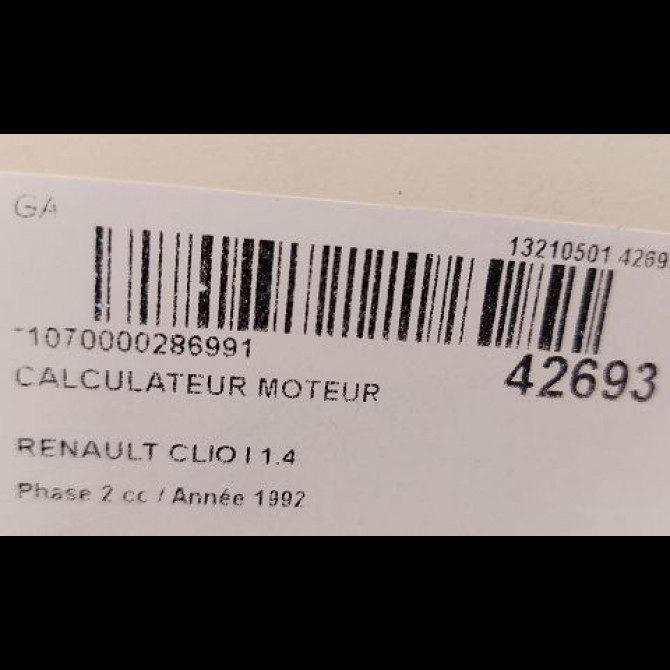 GA
13210501 4269
1070000286991
42693
CALCULATEUR MOTEUR
RENAULT CLIO I 1.4
Phase 2 cc / Année 1992